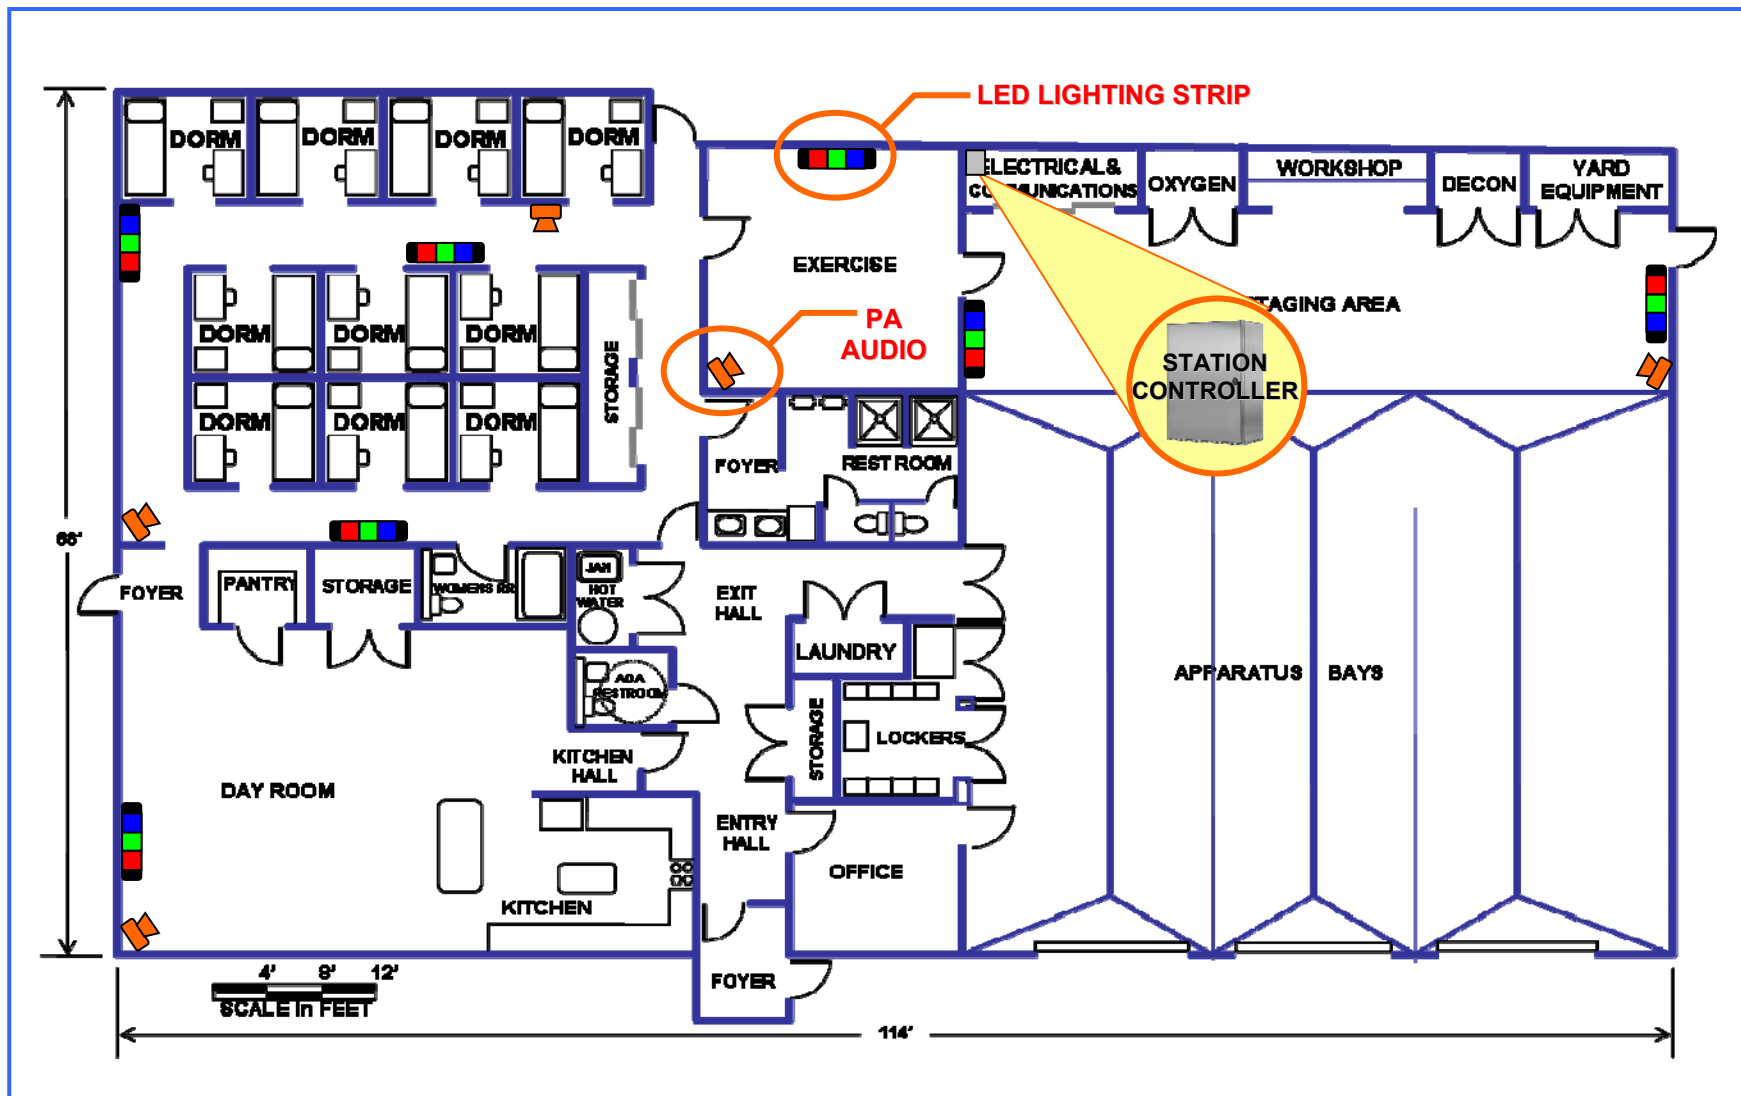 LED LIGHTING STRIP
DORM
DORM
DORM
DORM
ELECTRICAL &
COMMUNICATIONS
OXYGEN
WORKSHOP
DECON
YARD
EQUIPMENT
EXERCISE
STAGING AREA
PA
AUDIO
STATION
CONTROLLER
DORM
DORM
DORM
STORAGE
DORM
DORM
DORM
FOYER
REST ROOM
FOYER
PANTRY
STORAGE
WOMENS RR
JAN
HOT
WATER
EXIT
HALL
LAUNDRY
ADA
RESTROOM
APPARATUS BAYS
STORAGE
LOCKERS
KITCHEN
HALL
DAY ROOM
ENTRY
HALL
OFFICE
KITCHEN
FOYER
4' 8' 12'
SCALE in FEET
114'